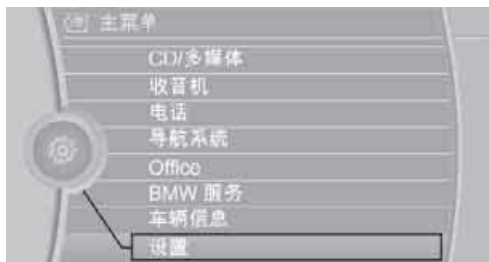 主菜单
CD/多媒体
收音机
电话
导航系统
Office
BMW 服务
车辆信息
设置